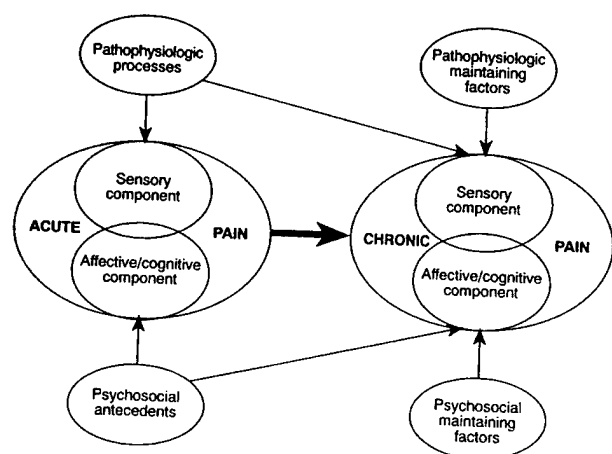 Pathophysiologic
processes
Pathophysiologic
maintaining
factors
Sensory
component
ACUTE
PAIN
Affective/cognitive
component
Sensory
component
CHRONIC
PAIN
Affective/cognitive
component
Psychosocial
antecedents
Psychosocial
maintaining
factors